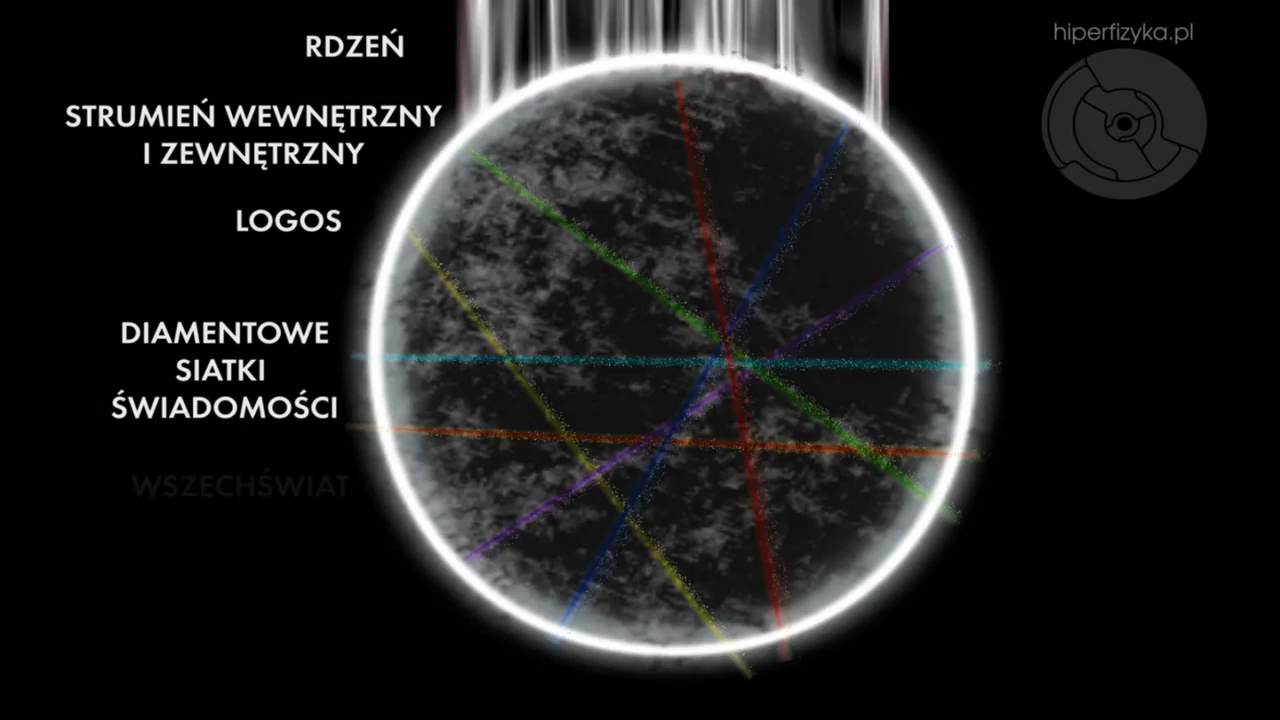 RDZEŃ
STRUMIEŃ WEWNĘTRZNY
I ZEWNĘTRZNY
LOGOS
DIAMENTOWE
SIATKI
ŚWIADOMOŚCI
WSZECHŚWIAT
hiperfizyka.pl